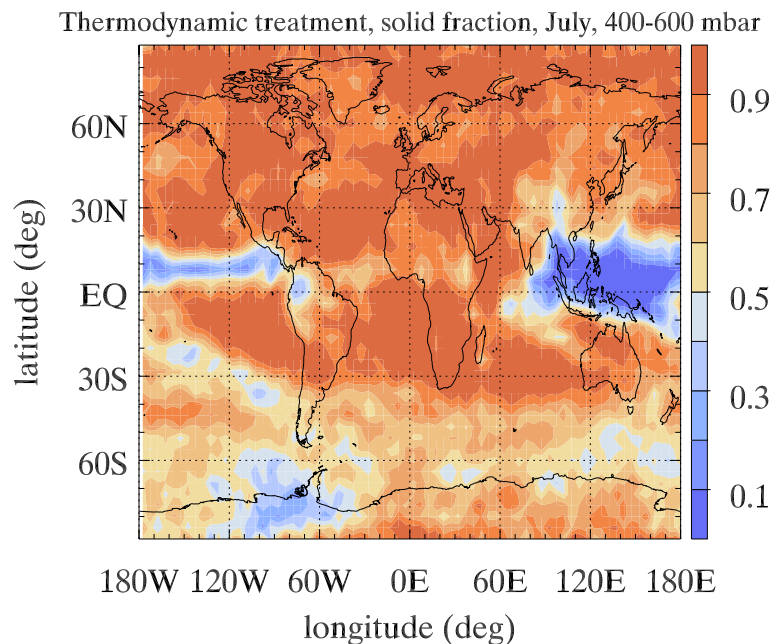 Thermodynamic treatment, solid fraction, July, 400-600 mbar
latitude (deg)
60N
30N
EQ
30S
60S
180W 120W 60W 0E 60E 120E 180E
longitude (deg)
0.9
0.7
0.5
0.3
0.1